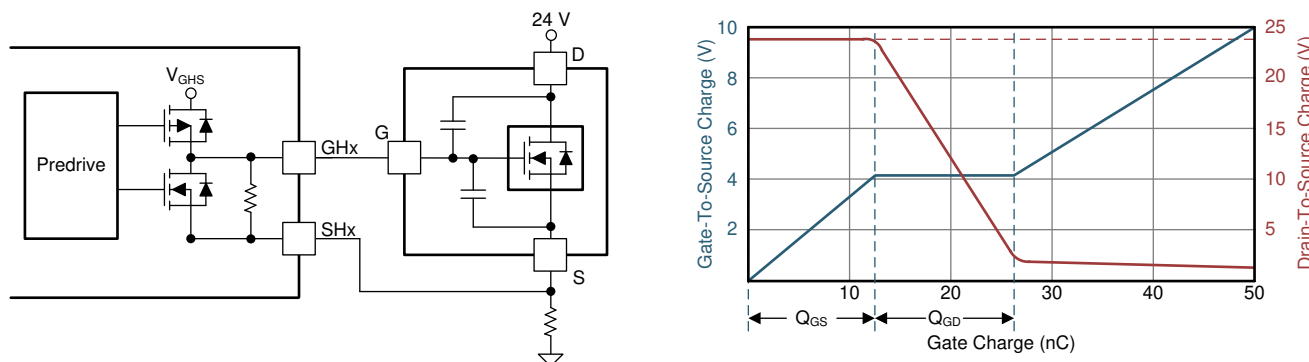 24 V
D
V_GHS
G
GHx
Predrive
SHx
S
Gate-To-Source Charge (V)
10
8
6
4
2
25
20
15
10
5
Drain-To-Source Charge (V)
10
20
30
40
50
Q_GS
Q_GD
Gate Charge (nC)